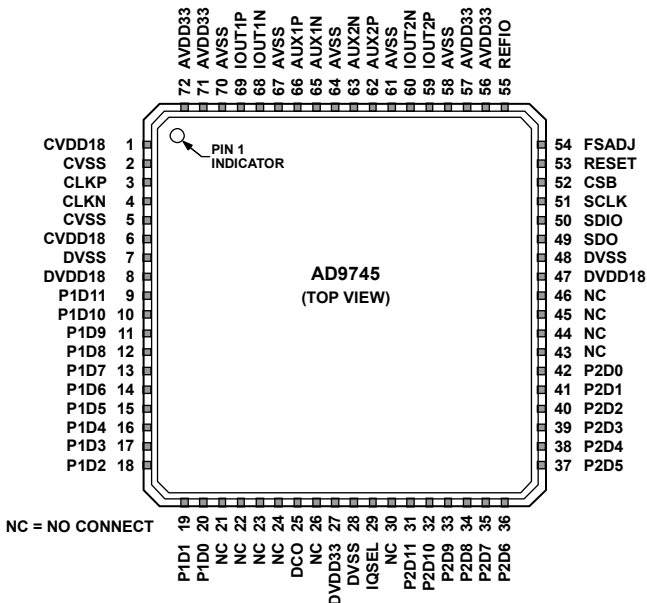 72 AVDD33
71 AVDD33
70 AVSS
69 IOUT1P
68 IOUT1N
67 AVSS
66 AUX1P
65 AUX1N
64 AVSS
63 AUX2N
62 AUX2P
61 AVSS
60 IOUT2N
59 IOUT2P
58 AVSS
57 AVDD33
56 AVDD33
55 REFIO
CVDD18 1
CVSS 2
CLKP 3
CLKN 4
CVSS 5
CVDD18 6
DVSS 7
DVDD18 8
P1D11 9
P1D10 10
P1D9 11
P1D8 12
P1D7 13
P1D6 14
P1D5 15
P1D4 16
P1D3 17
P1D2 18
PIN 1
INDICATOR
AD9745
(TOP VIEW)
54 FSADJ
53 RESET
52 CSB
51 SCLK
50 SDIO
49 SDO
48 DVSS
47 DVDD18
46 NC
45 NC
44 NC
43 NC
42 P2D0
41 P2D1
40 P2D2
39 P2D3
38 P2D4
37 P2D5
NC = NO CONNECT
P1D1 19
P1D0 20
NC 21
NC 22
NC 23
NC 24
DCO 25
NC 26
DVDD33 27
DVSS 28
IQSEL 29
NC 30
P2D11 31
P2D10 32
P2D9 33
P2D8 34
P2D7 35
P2D6 36